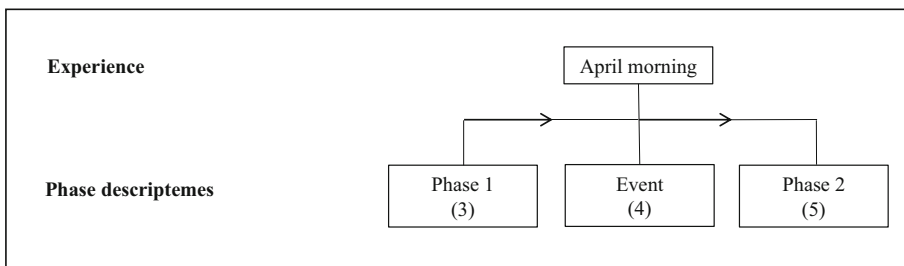 Experience
April morning
Phase descriptemes
Phase 1
(3)
Event
(4)
Phase 2
(5)